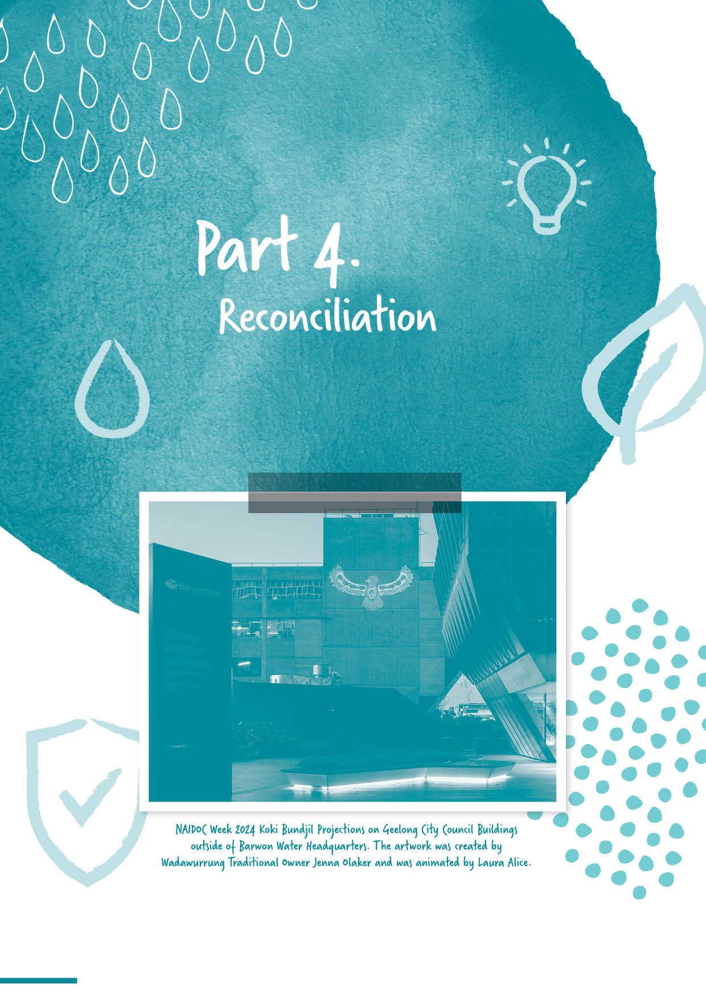 Part 4.
Reconciliation
Barwon Water
NAIDOC Week 2024 Koki Bundjil Projections on Geelong City Council Buildings
outside of Barwon Water Headquarters. The artwork was created by
Wadawurrung Traditional Owner Jenna Olaker and was animated by Laura Alice.